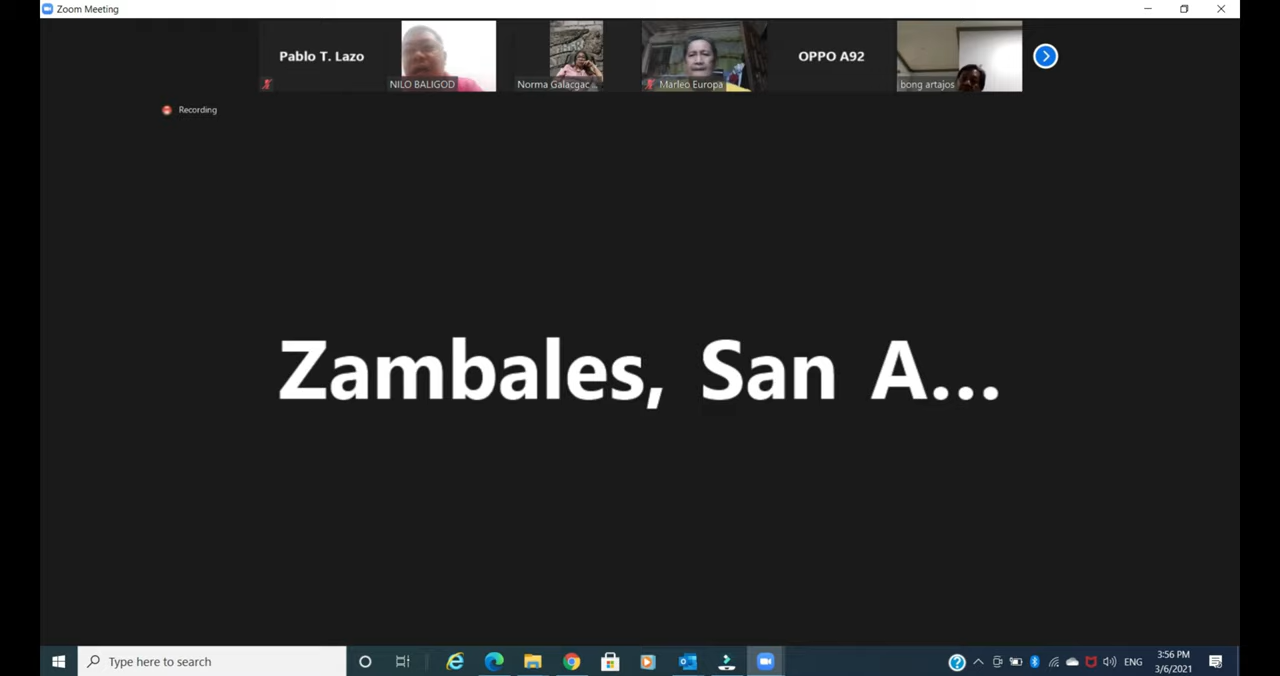 Zoom Meeting
Pablo T. Lazo
NILO BALIGOD
Norma Galacgac ...
Marleo Europa
OPPO A92
bong artajos
Recording
Zambales, San A...
Type here to search
ENG
3:56 PM
3/6/2021